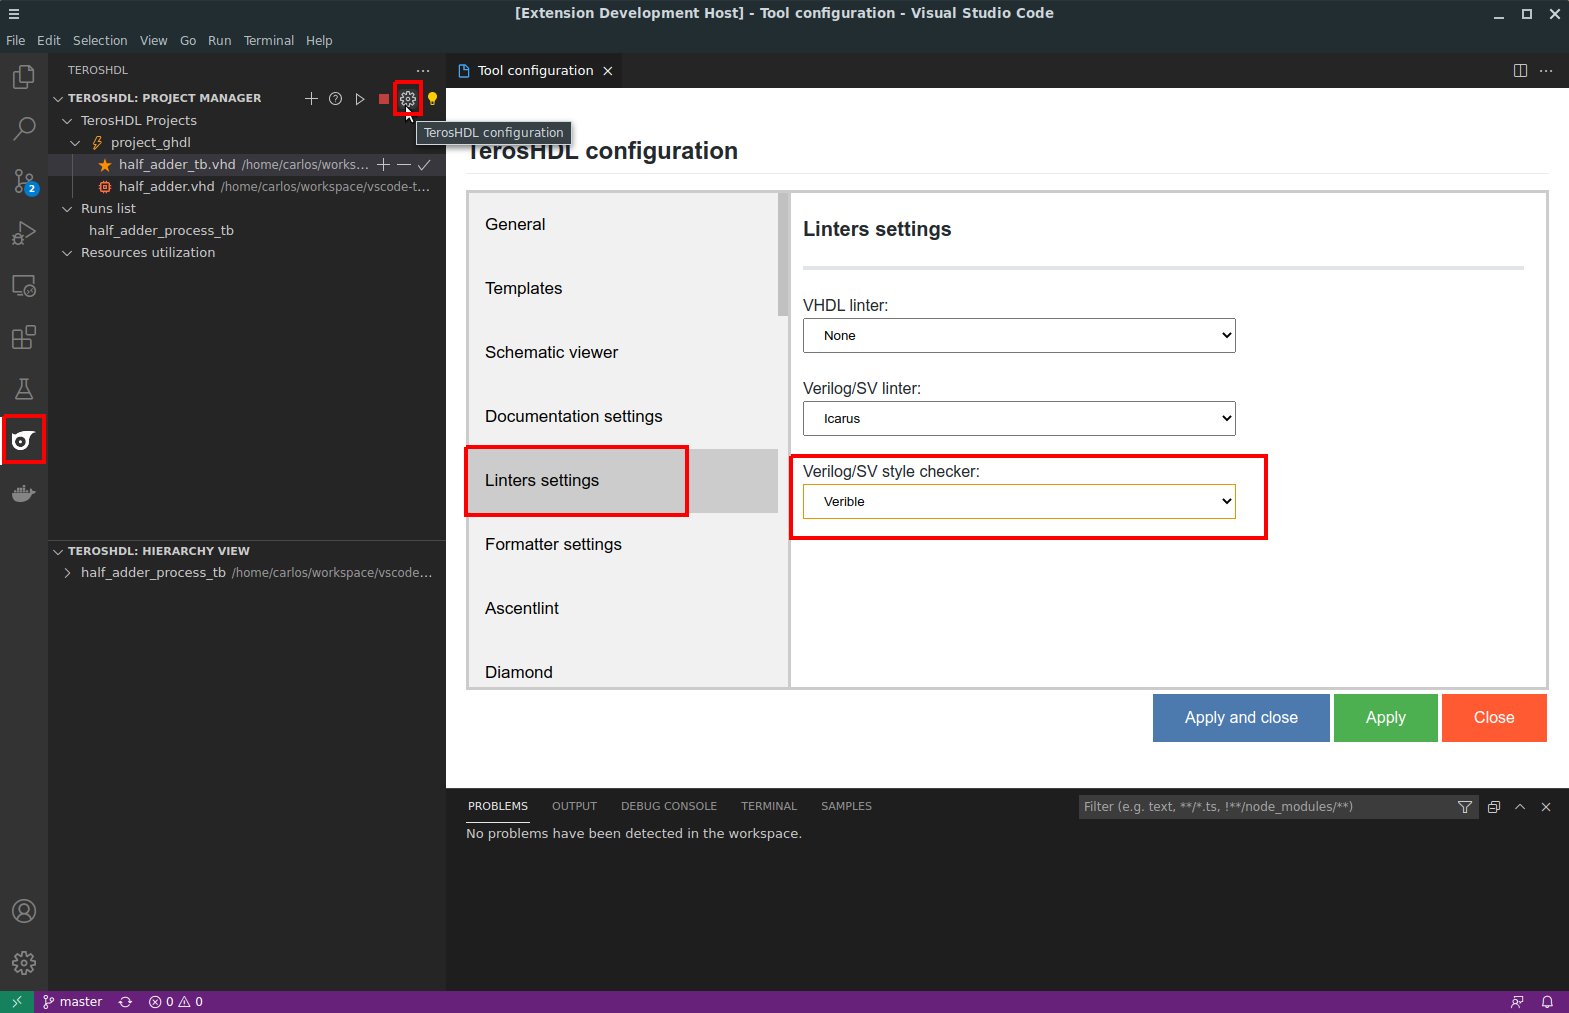 [Extension Development Host] - Tool configuration - Visual Studio Code
File Edit Selection View Go Run Terminal Help
TEROSHDL
Tool configuration
TEROSHDL: PROJECT MANAGER
TerosHDL Projects
TerosHDL configuration
project_ghdl
half_adder_tb.vhd /home/carlos/works...
half_adder.vhd /home/carlos/workspace/vscode-t...
Runs list
half_adder_process_tb
Resources utilization
2
TEROSHDL: HIERARCHY VIEW
half_adder_process_tb /home/carlos/workspace/vscode...
TerosHDL configuration
General
Templates
Schematic viewer
Documentation settings
Linters settings
Formatter settings
Ascentlint
Diamond
Linters settings
VHDL linter:
None
Verilog/SV linter:
Icarus
Verilog/SV style checker:
Verible
Apply and close Apply Close
PROBLEMS OUTPUT DEBUG CONSOLE TERMINAL SAMPLES Filter (e.g. text, **/*.ts, !**/node_modules/**)
No problems have been detected in the workspace.
master 0 0